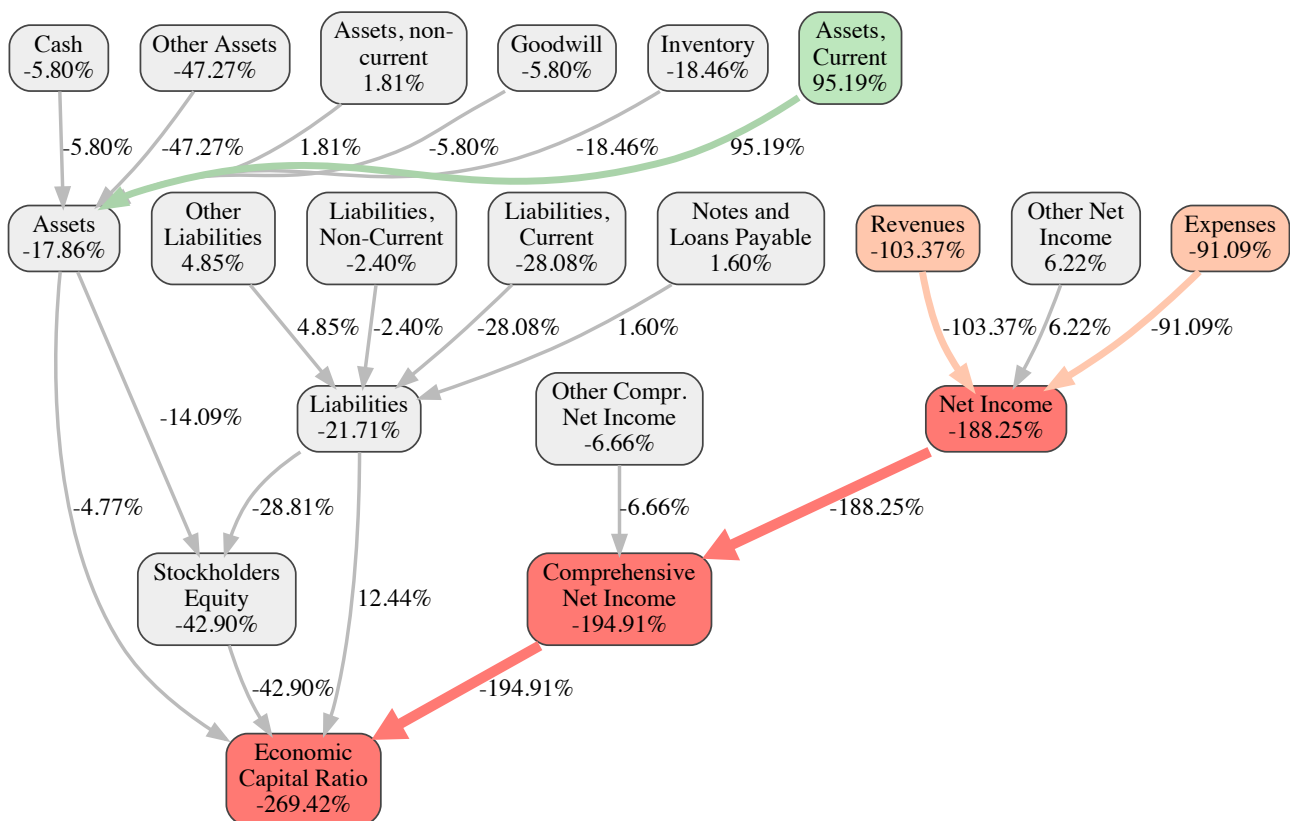 Cash
-5.80%
Other Assets
-47.27%
Assets, non-
current
1.81%
Goodwill
-5.80%
Inventory
-18.46%
Assets,
Current
95.19%
-5.80%
-47.27%
1.81%
-5.80%
-18.46%
95.19%
Assets
-17.86%
Other
Liabilities
4.85%
Liabilities,
Non-Current
-2.40%
Liabilities,
Current
-28.08%
Notes and
Loans Payable
1.60%
Revenues
-103.37%
Other Net
Income
6.22%
Expenses
-91.09%
4.85%
-2.40%
-28.08%
1.60%
-103.37%
6.22%
-91.09%
Liabilities
-21.71%
Other Compr.
Net Income
-6.66%
Net Income
-188.25%
-14.09%
-4.77%
-28.81%
-6.66%
-188.25%
Stockholders
Equity
-42.90%
12.44%
Comprehensive
Net Income
-194.91%
-42.90%
-194.91%
Economic
Capital Ratio
-269.42%